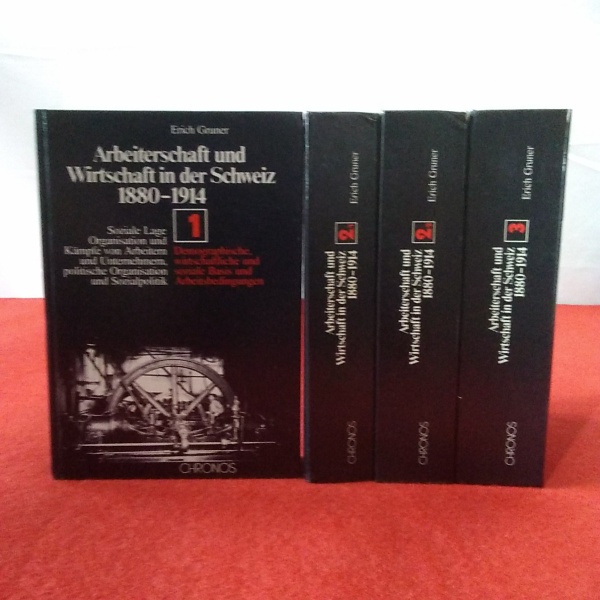 Erich Gruner
Arbeiterschaft und
Wirtschaft in der Schweiz
1880–1914
1
Soziale Lage
Organisation und
Kämpfe von Arbeitern
und Unternehmern,
politische Organisation
und Sozialpolitik
Demographische,
wirtschaftliche und
soziale Basis und
Arbeitsbedingungen
CHRONOS
Erich Gruner
2.
Arbeiterschaft und
Wirtschaft in der Schweiz
1880–1914
CHRONOS
Erich Gruner
2.
Arbeiterschaft und
Wirtschaft in der Schweiz
1880–1914
CHRONOS
Erich Gruner
3
Arbeiterschaft und
Wirtschaft in der Schweiz
1880–1914
CHRONOS